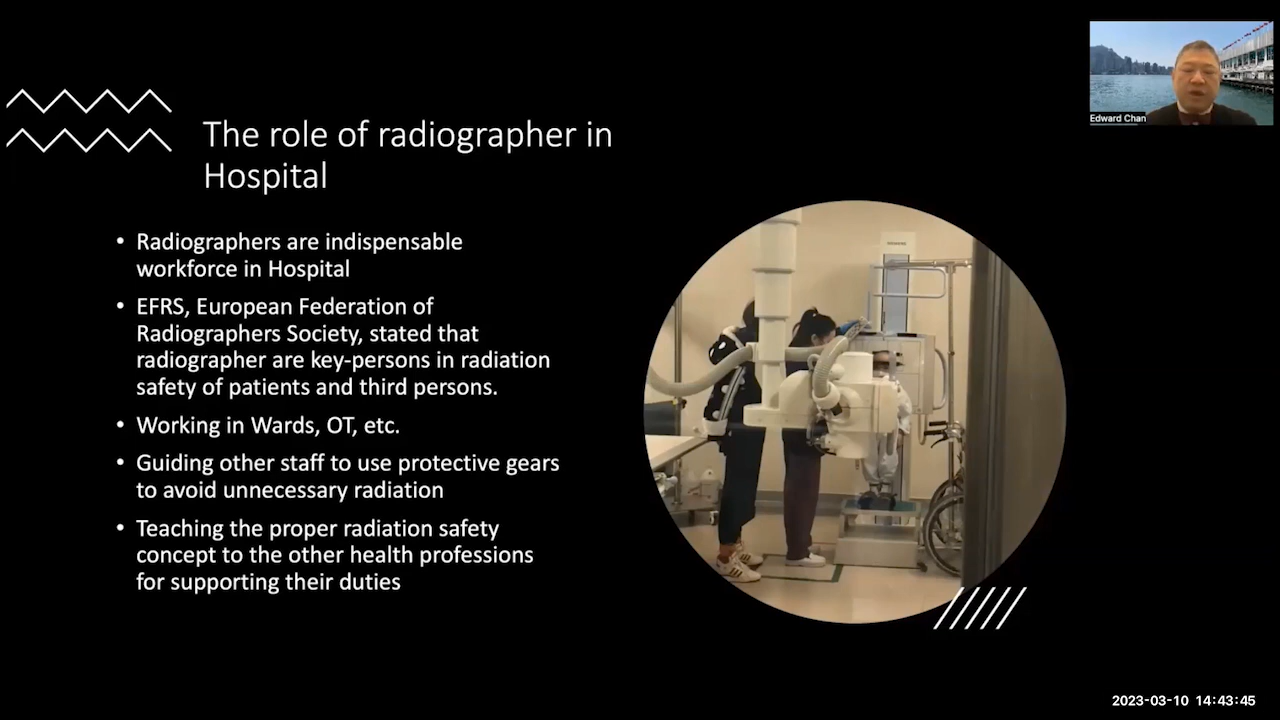 The role of radiographer in
Hospital
• Radiographers are indispensable
workforce in Hospital
• EFRS, European Federation of
Radiographers Society, stated that
radiographer are key-persons in radiation
safety of patients and third persons.
• Working in Wards, OT, etc.
• Guiding other staff to use protective gears
to avoid unnecessary radiation
• Teaching the proper radiation safety
concept to the other health professions
for supporting their duties
Edward Chan
2023-03-10 14:43:45